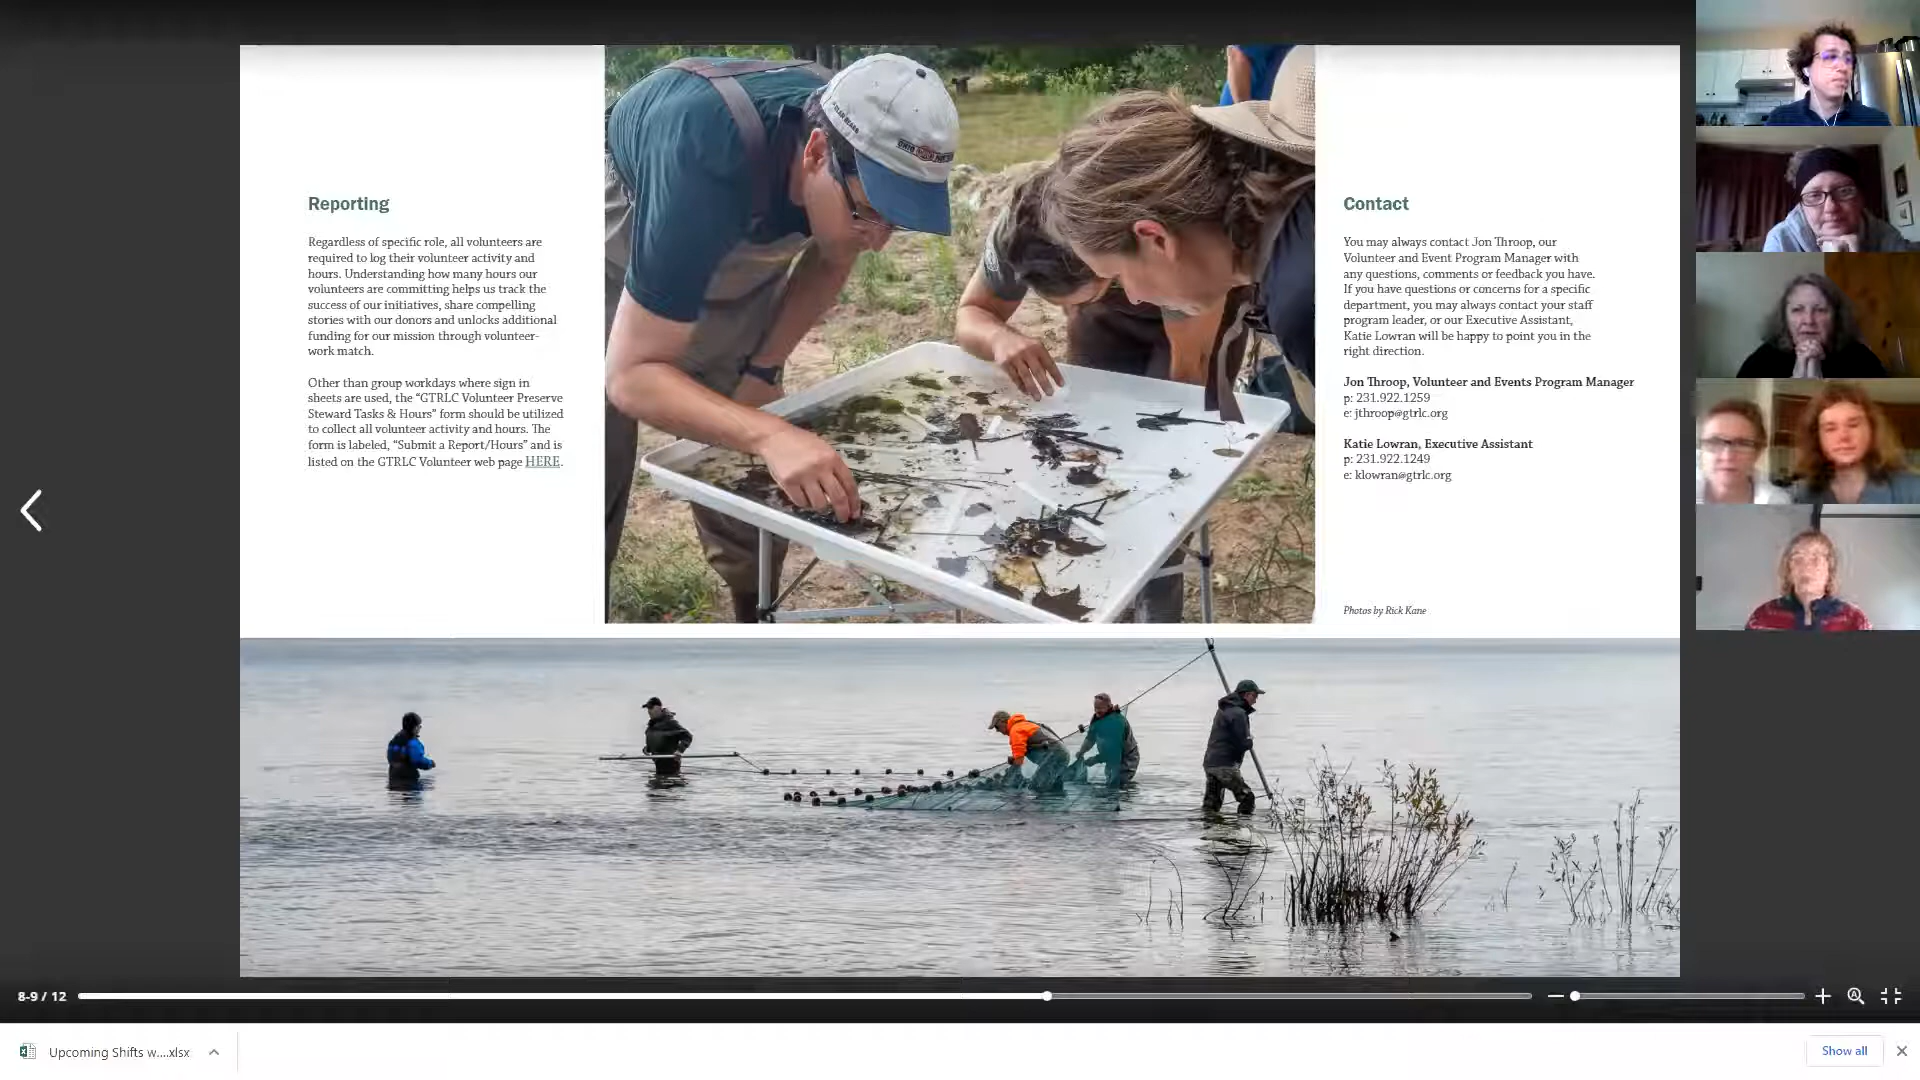 Reporting
Regardless of specific role, all volunteers are
required to log their volunteer activity and
hours. Understanding how many hours our
volunteers are committing helps us track the
success of our initiatives, share compelling
stories with our donors and unlocks additional
funding for our mission through volunteer-
work match.
Other than group workdays where sign in
sheets are used, the “GTRLC Volunteer Preserve
Steward Tasks & Hours” form should be utilized
to collect all volunteer activity and hours. The
form is labeled, “Submit a Report/Hours” and is
listed on the GTRLC Volunteer web page HERE.
Contact
You may always contact Jon Throop, our
Volunteer and Event Program Manager with
any questions, comments or feedback you have.
If you have questions or concerns for a specific
department, you may always contact your staff
program leader, or our Executive Assistant,
Katie Lowran will be happy to point you in the
right direction.
Jon Throop, Volunteer and Events Program Manager
p: 231.922.1259
e: jthroop@gtrlc.org
Katie Lowran, Executive Assistant
p: 231.922.1249
e: klowran@gtrlc.org
Photos by Rick Kane
8-9 / 12
Upcoming Shifts w....xlsx
Show all